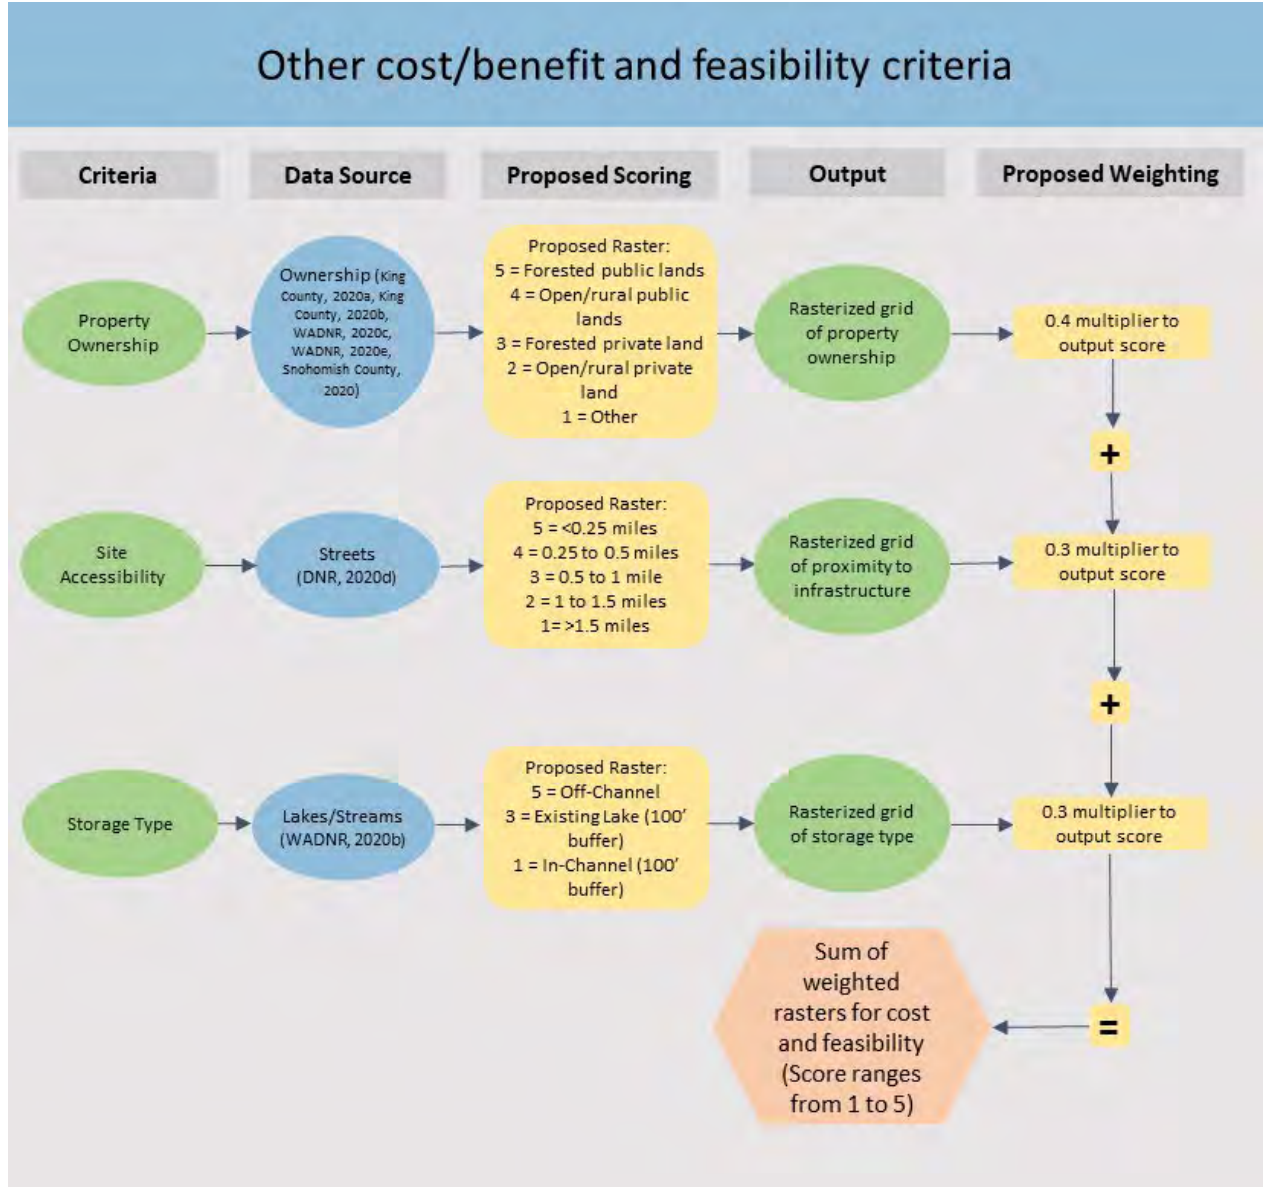 Other cost/benefit and feasibility criteria
Criteria
Data Source
Proposed Scoring
Output
Proposed Weighting
Property
Ownership
Ownership (King
County, 2020a, King
County, 2020b,
WADNR, 2020c,
WADNR, 2020e,
Snohomish County,
2020)
Proposed Raster:
5 = Forested public lands
4 = Open/rural public
lands
3 = Forested private land
2 = Open/rural private
land
1 = Other
Rasterized grid
of property
ownership
0.4 multiplier to
output score
+
Site
Accessibility
Streets
(DNR, 2020d)
Proposed Raster:
5 = <0.25 miles
4 = 0.25 to 0.5 miles
3 = 0.5 to 1 mile
2 = 1 to 1.5 miles
1= >1.5 miles
Rasterized grid
of proximity to
infrastructure
0.3 multiplier to
output score
+
Storage Type
Lakes/Streams
(WADNR, 2020b)
Proposed Raster:
5 = Off-Channel
3 = Existing Lake (100’
buffer)
1 = In-Channel (100’
buffer)
Rasterized grid
of storage type
0.3 multiplier to
output score
=
Sum of
weighted
rasters for cost
and feasibility
(Score ranges
from 1 to 5)